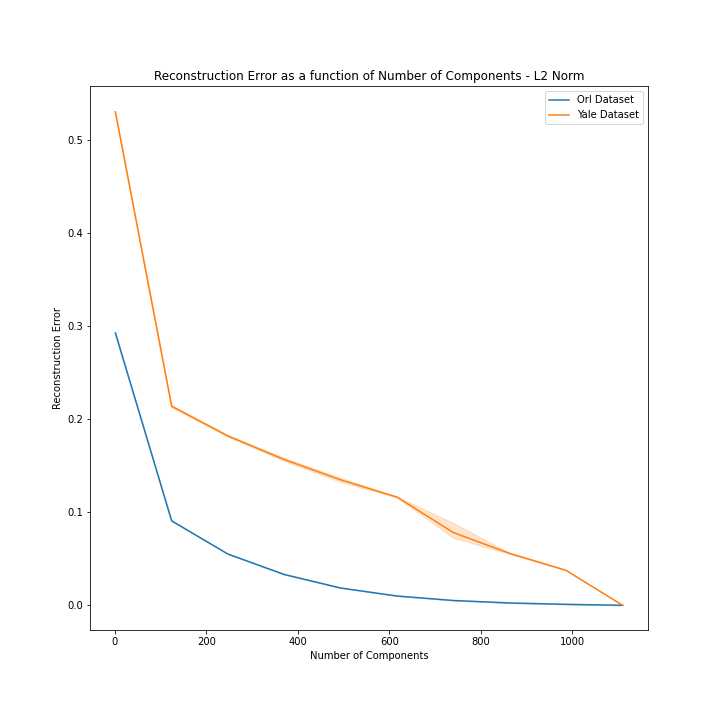 Reconstruction Error as a function of Number of Components - L2 Norm
Orl Dataset
Yale Dataset
0.5
0.4
0.3
0.2
0.1
0.0
Reconstruction Error
0 200 400 600 800 1000
Number of Components